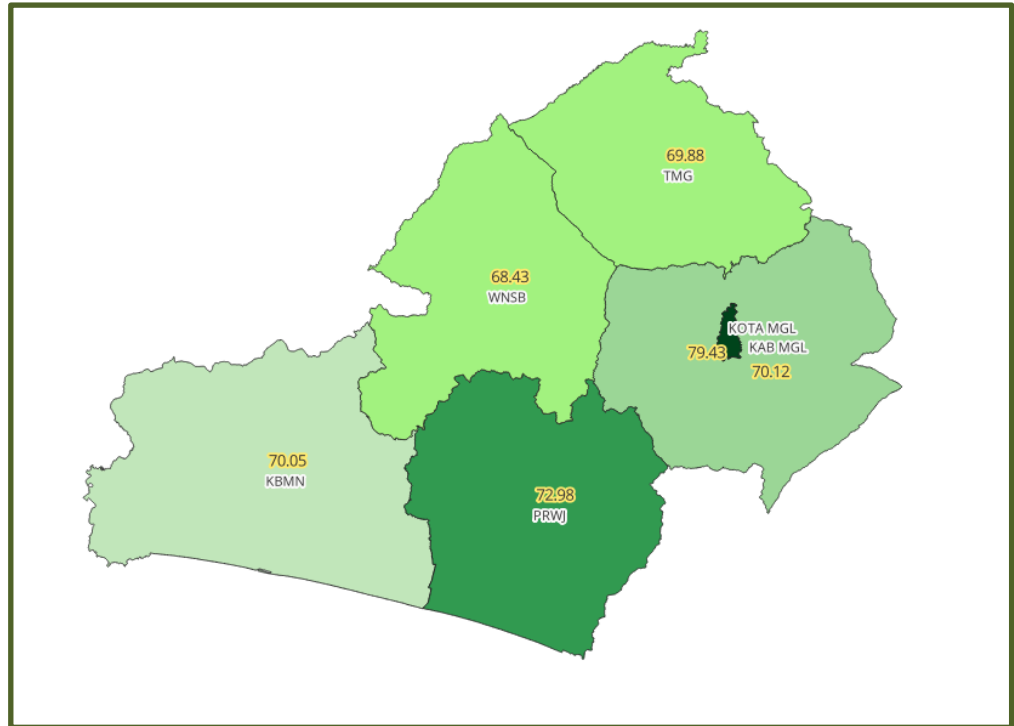 69.88
TMG
68.43
WNSB
KOTA MGL
KAB MGL
79.43
70.12
70.05
KBMN
72.98
PRWJ